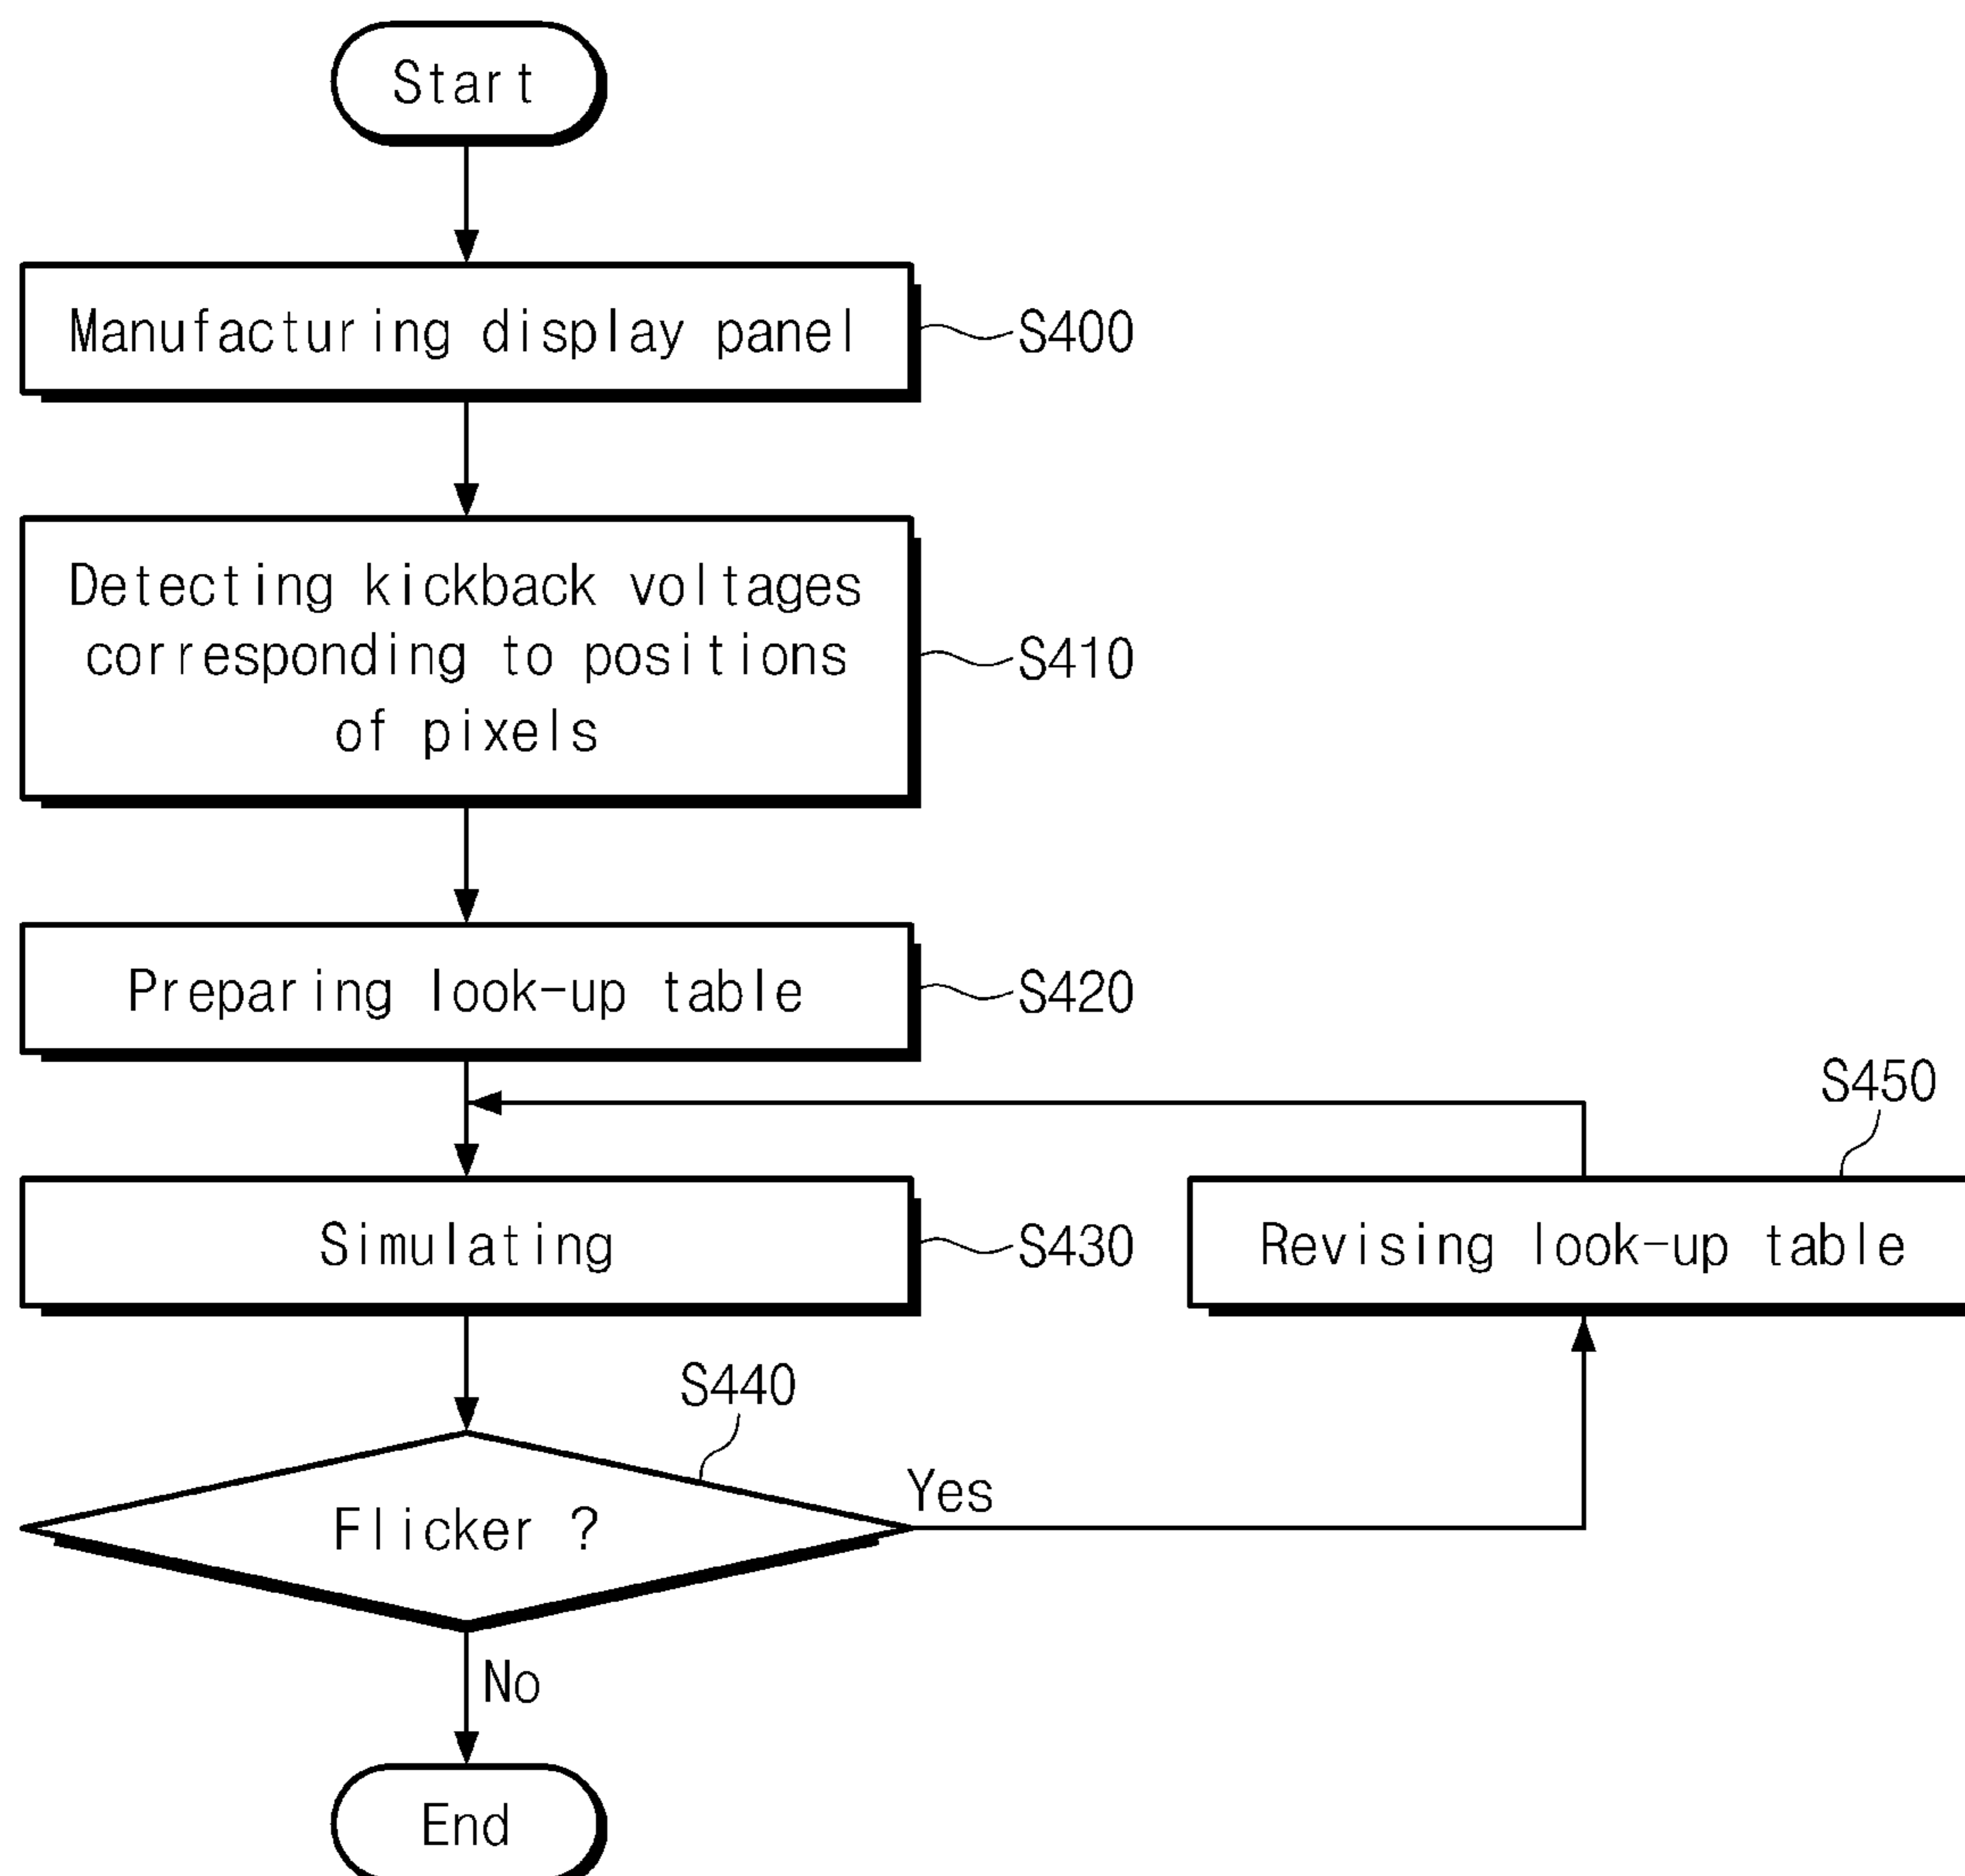 Start
Manufacturing display panel
S400
Detecting kickback voltages
corresponding to positions
of pixels
S410
Preparing look-up table
S420
S450
Simulating
S430
Revising look-up table
S440
Flicker ?
Yes
No
End